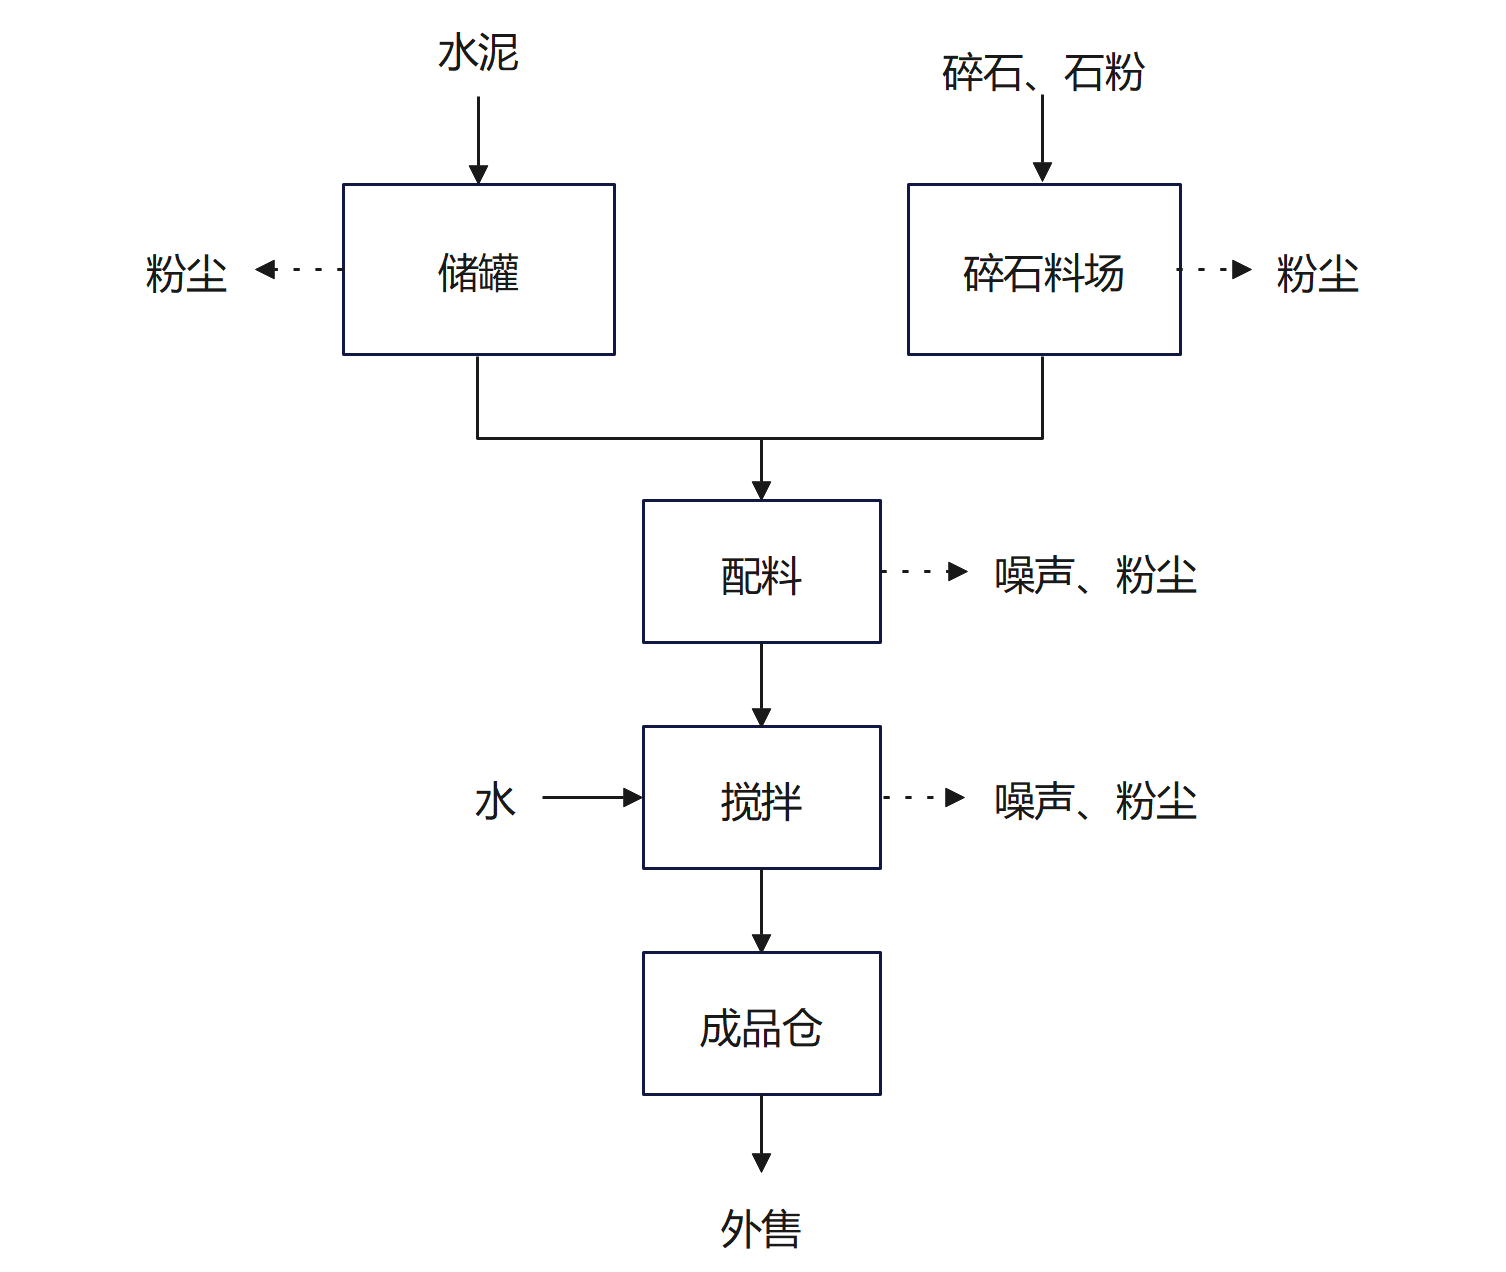 水泥
碎石、石粉
粉尘
储罐
碎石料场
粉尘
配料
噪声、粉尘
水
搅拌
噪声、粉尘
成品仓
外售